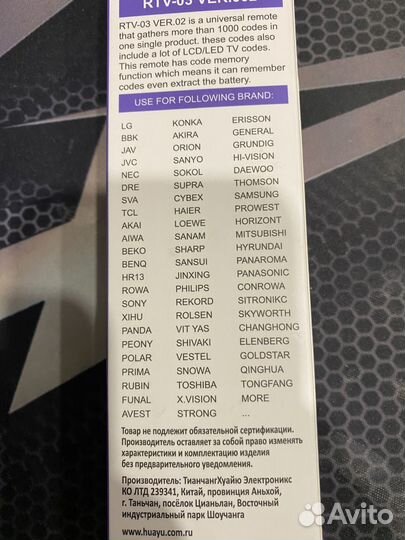 RTV-03 VER.002
RTV-03 VER.02 is a universal remote
that gathers more than 1000 codes in
one single product. these codes also
include a lot of LCD/LED TV codes.
This remote has code memory
function which means it can remember
codes even extract the battery.
USE FOR FOLLOWING BRAND:
LG KONKA ERISSON
BBK AKIRA GENERAL
JAV ORION GRUNDIG
JVC SANYO HI-VISION
NEC SOKOL DAEWOO
DRE SUPRA THOMSON
SVA CYBEX SAMSUNG
TCL HAIER PROWEST
AKAI LOEWE HORIZONT
AIWA SANAM MITSUBISHI
BEKO SHARP HYRUNDAI
BENQ SANSUI PANAROMA
HR13 JINXING PANASONIC
ROWA PHILIPS CONROWA
SONY REKORD SITRONIKC
XIHU ROLSEN SKYWORTH
PANDA VIT YAS CHANGHONG
PEONY SHIVAKI ELENBERG
POLAR VESTEL GOLDSTAR
PRIMA SNOWA QINGHUA
RUBIN TOSHIBA TONGFANG
FUNAL X.VISION MORE
AVEST STRONG ...
Товар не подлежит обязательной сертификации.
Производитель оставляет за собой право изменять
характеристики и комплектацию изделия
без предварительного уведомления.
Производитель: ТианчангХуайю Электроникс
КО ЛТД 239341, Китай, провинция Аньхой,
г. Таньчан, посёлок Цианьлан, Восточный
индустриальный парк Шоучанга
www.huayu.com.ru
Avito